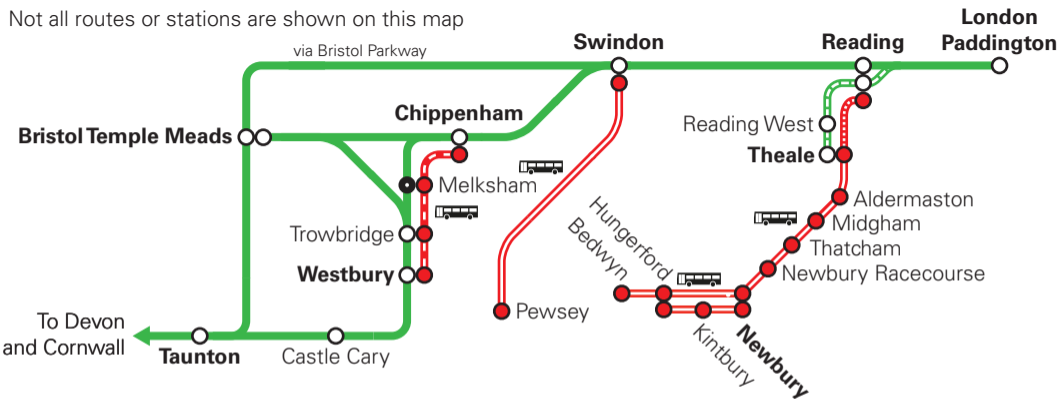 Not all routes or stations are shown on this map
London
Paddington
Reading
Swindon
via Bristol Parkway
Chippenham
Bristol Temple Meads
Reading West
Theale
Melksham
Aldermaston
Midgham
Trowbridge
Thatcham
Hungerford
Bedwyn
Newbury Racecourse
Westbury
Pewsey
To Devon
and Cornwall
Taunton
Castle Cary
Kintbury
Newbury